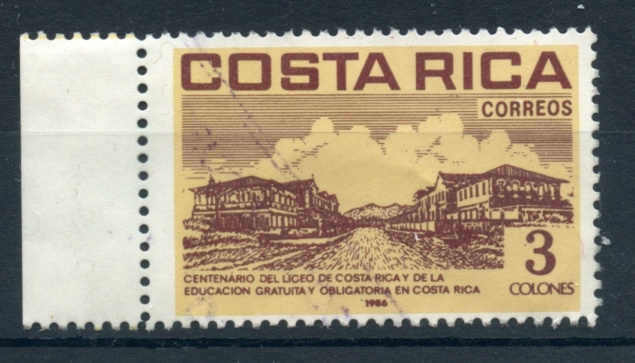 COSTA RICA
CORREOS
CENTENARIO DEL LICEO DE COSTA RICA Y DE LA
EDUCACION GRATUITA Y OBLIGATORIA EN COSTA RICA
1986
3
COLONES